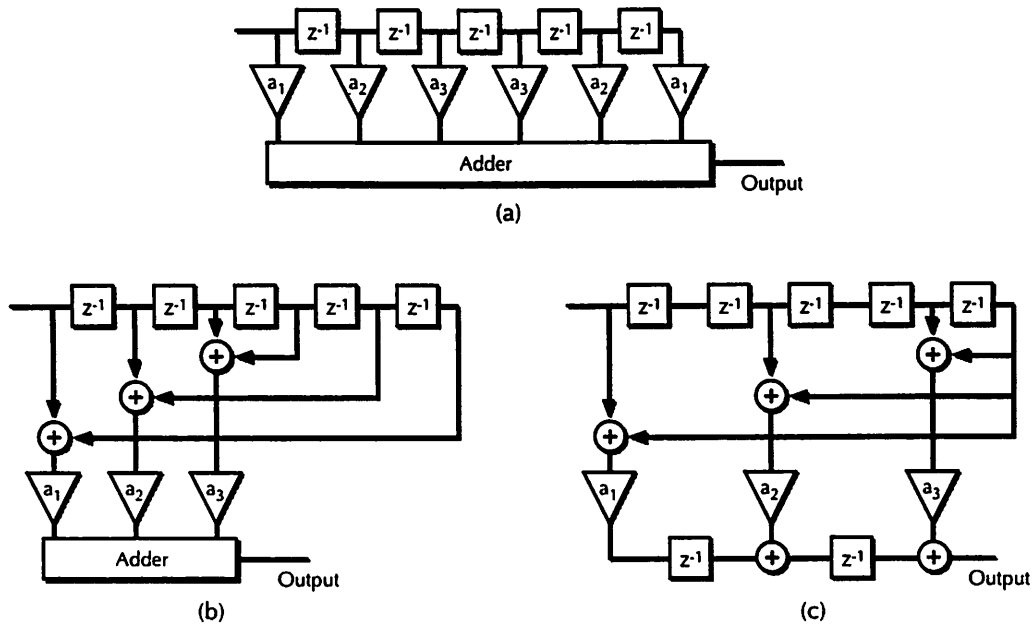 z⁻¹ z⁻¹ z⁻¹ z⁻¹ z⁻¹
a₁ a₂ a₃ a₃ a₂ a₁
Adder
Output
(a)
z⁻¹ z⁻¹ z⁻¹ z⁻¹ z⁻¹
+
+
+
a₁ a₂ a₃
Adder
Output
(b)
z⁻¹ z⁻¹ z⁻¹ z⁻¹ z⁻¹
+
+
+
a₁ a₂ a₃
z⁻¹ + z⁻¹ +
Output
(c)